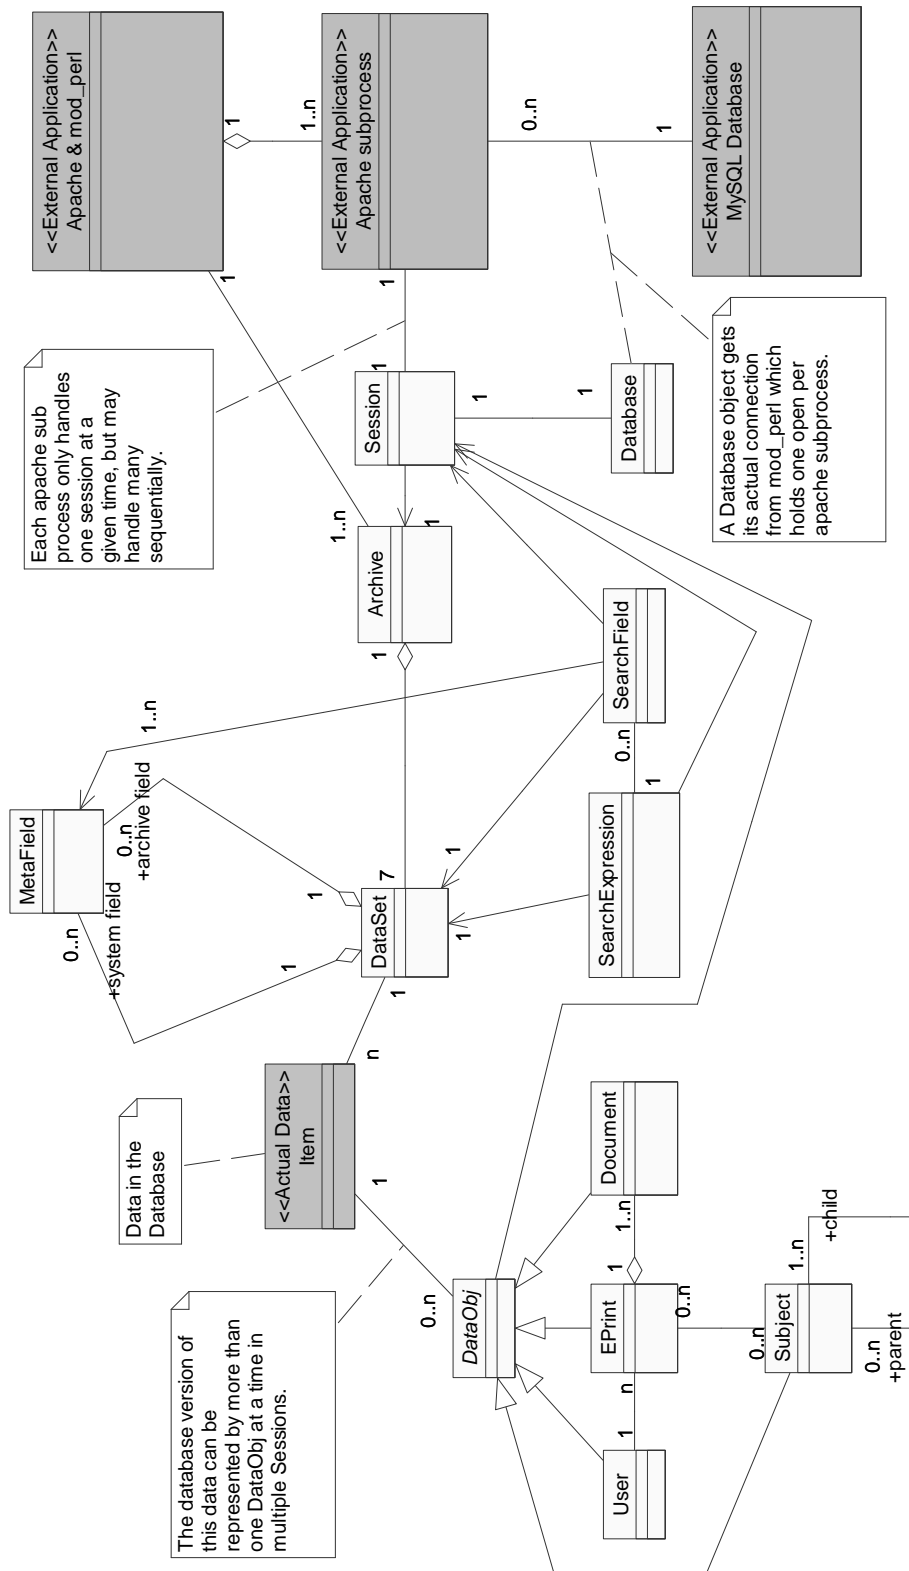 <<External Application>>
Apache & mod_perl
1
1
1..n
<<External Application>>
Apache subprocess
1
0..n
1
<<External Application>>
MySQL Database
Each apache sub
process only handles
one session at a
given time, but may
handle many
sequentially.
1
Session
1
1
Database
A Database object gets
its actual connection
from mod_perl which
holds one open per
apache subprocess.
1..n
1
Archive
1
1..n
SearchField
0..n
1
SearchExpression
MetaField
0..n
+archive field
0..n
+system field
1
1
7
1
1
DataSet
1
n
Data in the
Database
<<Actual Data>>
Item
1
The database version of
this data can be
represented by more than
one DataObj at a time in
multiple Sessions.
0..n
DataObj
Document
1..n
1
EPrint
0..n
n
1
User
0..n
Subject
1..n
+child
0..n
+parent